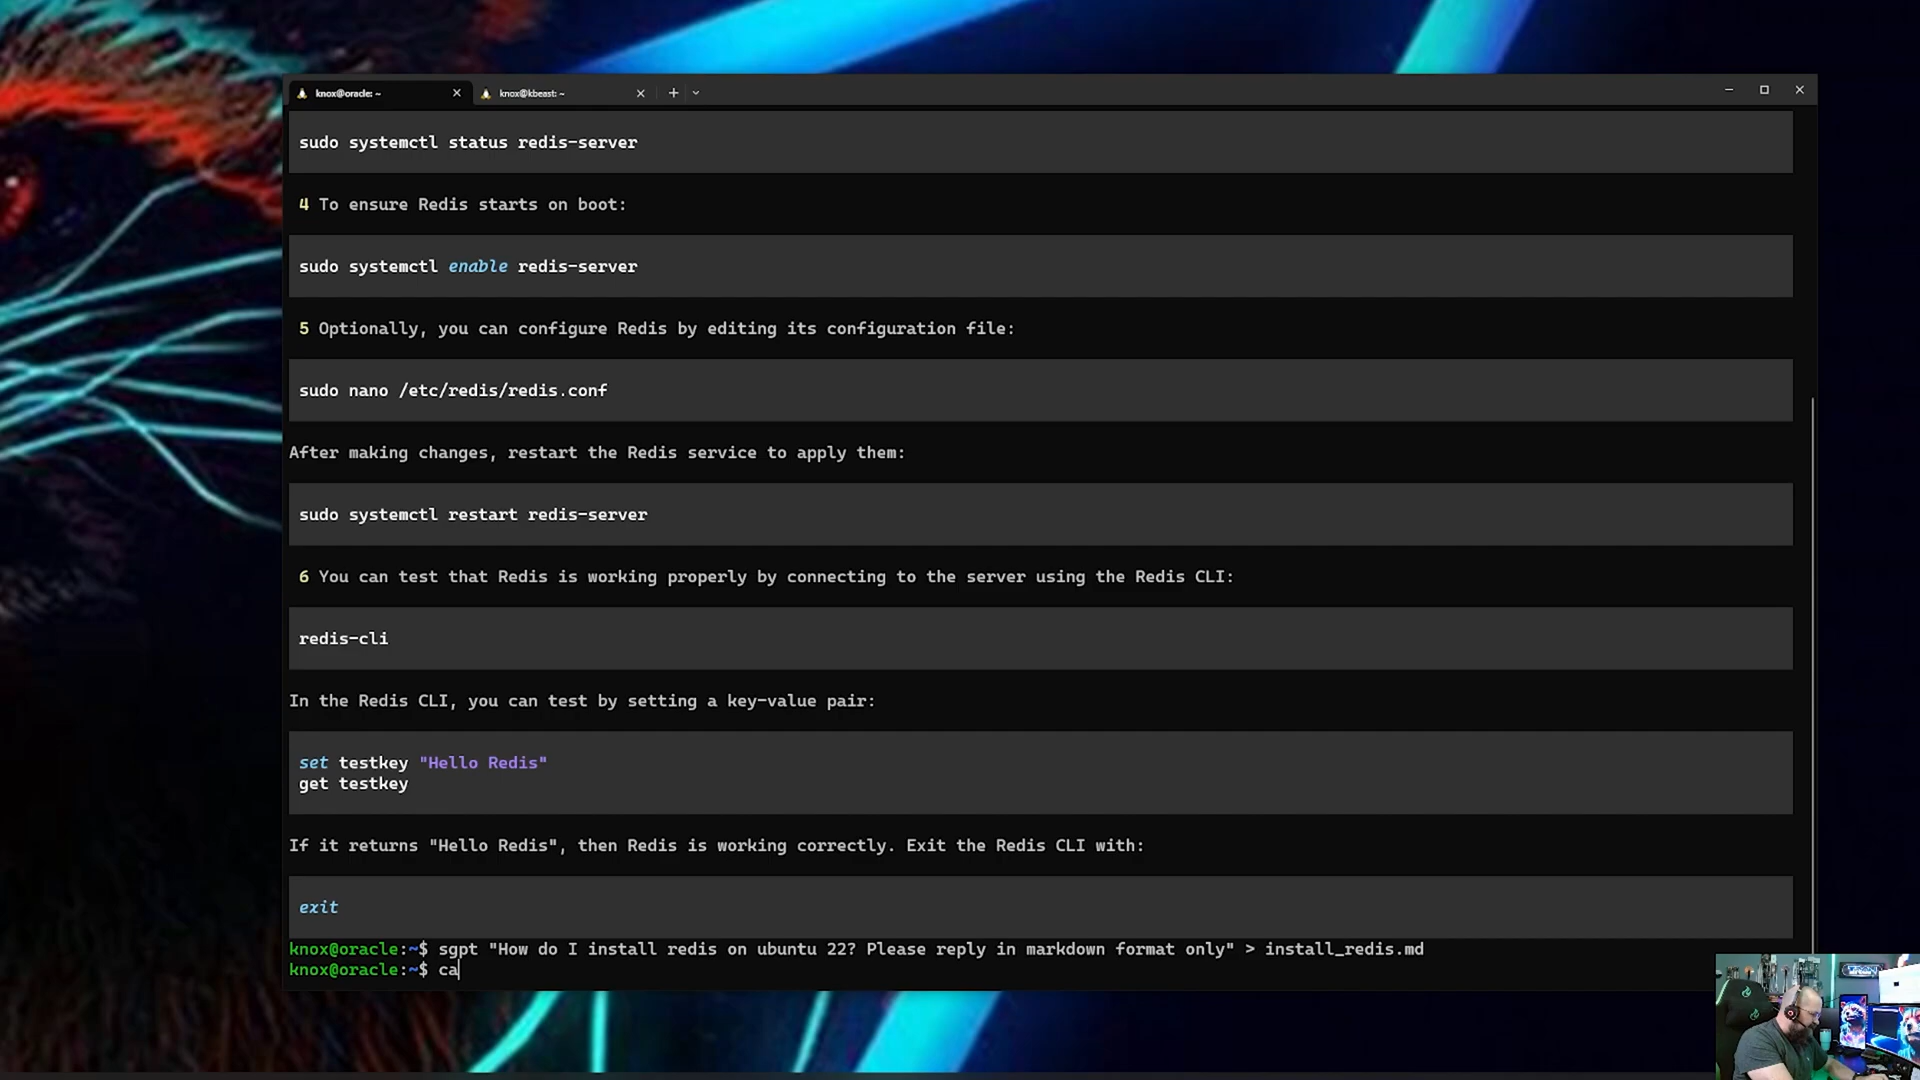 knox@oracle: ~
knox@kbeast: ~
sudo systemctl status redis-server
4 To ensure Redis starts on boot:
sudo systemctl enable redis-server
5 Optionally, you can configure Redis by editing its configuration file:
sudo nano /etc/redis/redis.conf
After making changes, restart the Redis service to apply them:
sudo systemctl restart redis-server
6 You can test that Redis is working properly by connecting to the server using the Redis CLI:
redis-cli
In the Redis CLI, you can test by setting a key-value pair:
set testkey "Hello Redis"
get testkey
If it returns "Hello Redis", then Redis is working correctly. Exit the Redis CLI with:
exit
knox@oracle:~$ sgpt "How do I install redis on ubuntu 22? Please reply in markdown format only" > install_redis.md
knox@oracle:~$ ca